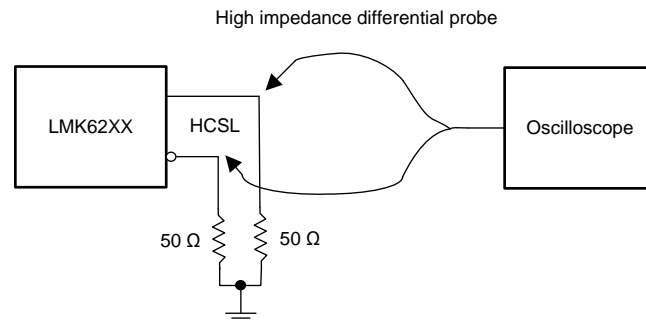 High impedance differential probe
LMK62XX
HCSL
Oscilloscope
50 Ω
50 Ω